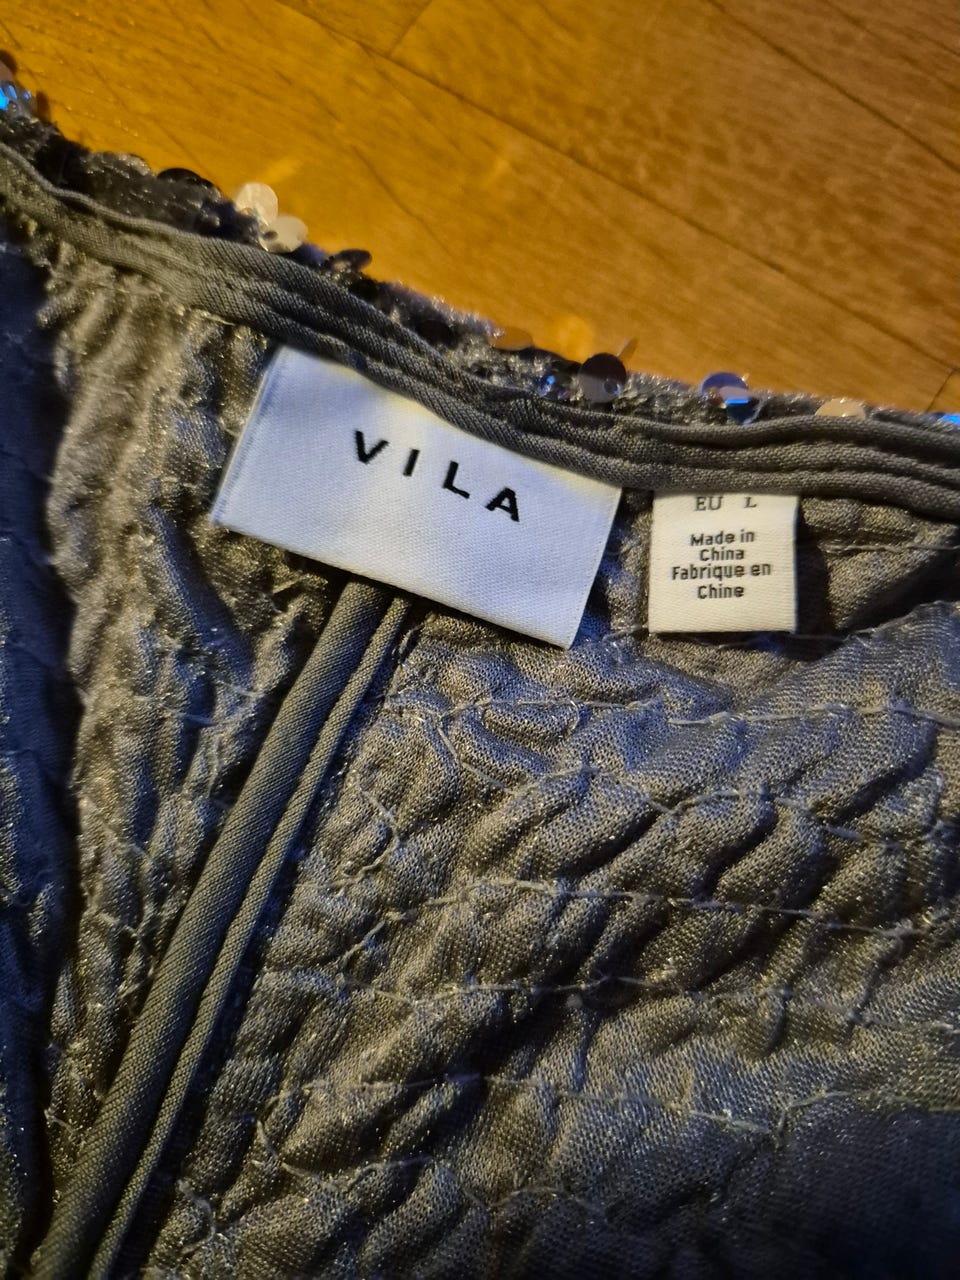 VILA
EU L
Made in
China
Fabrique en
Chine